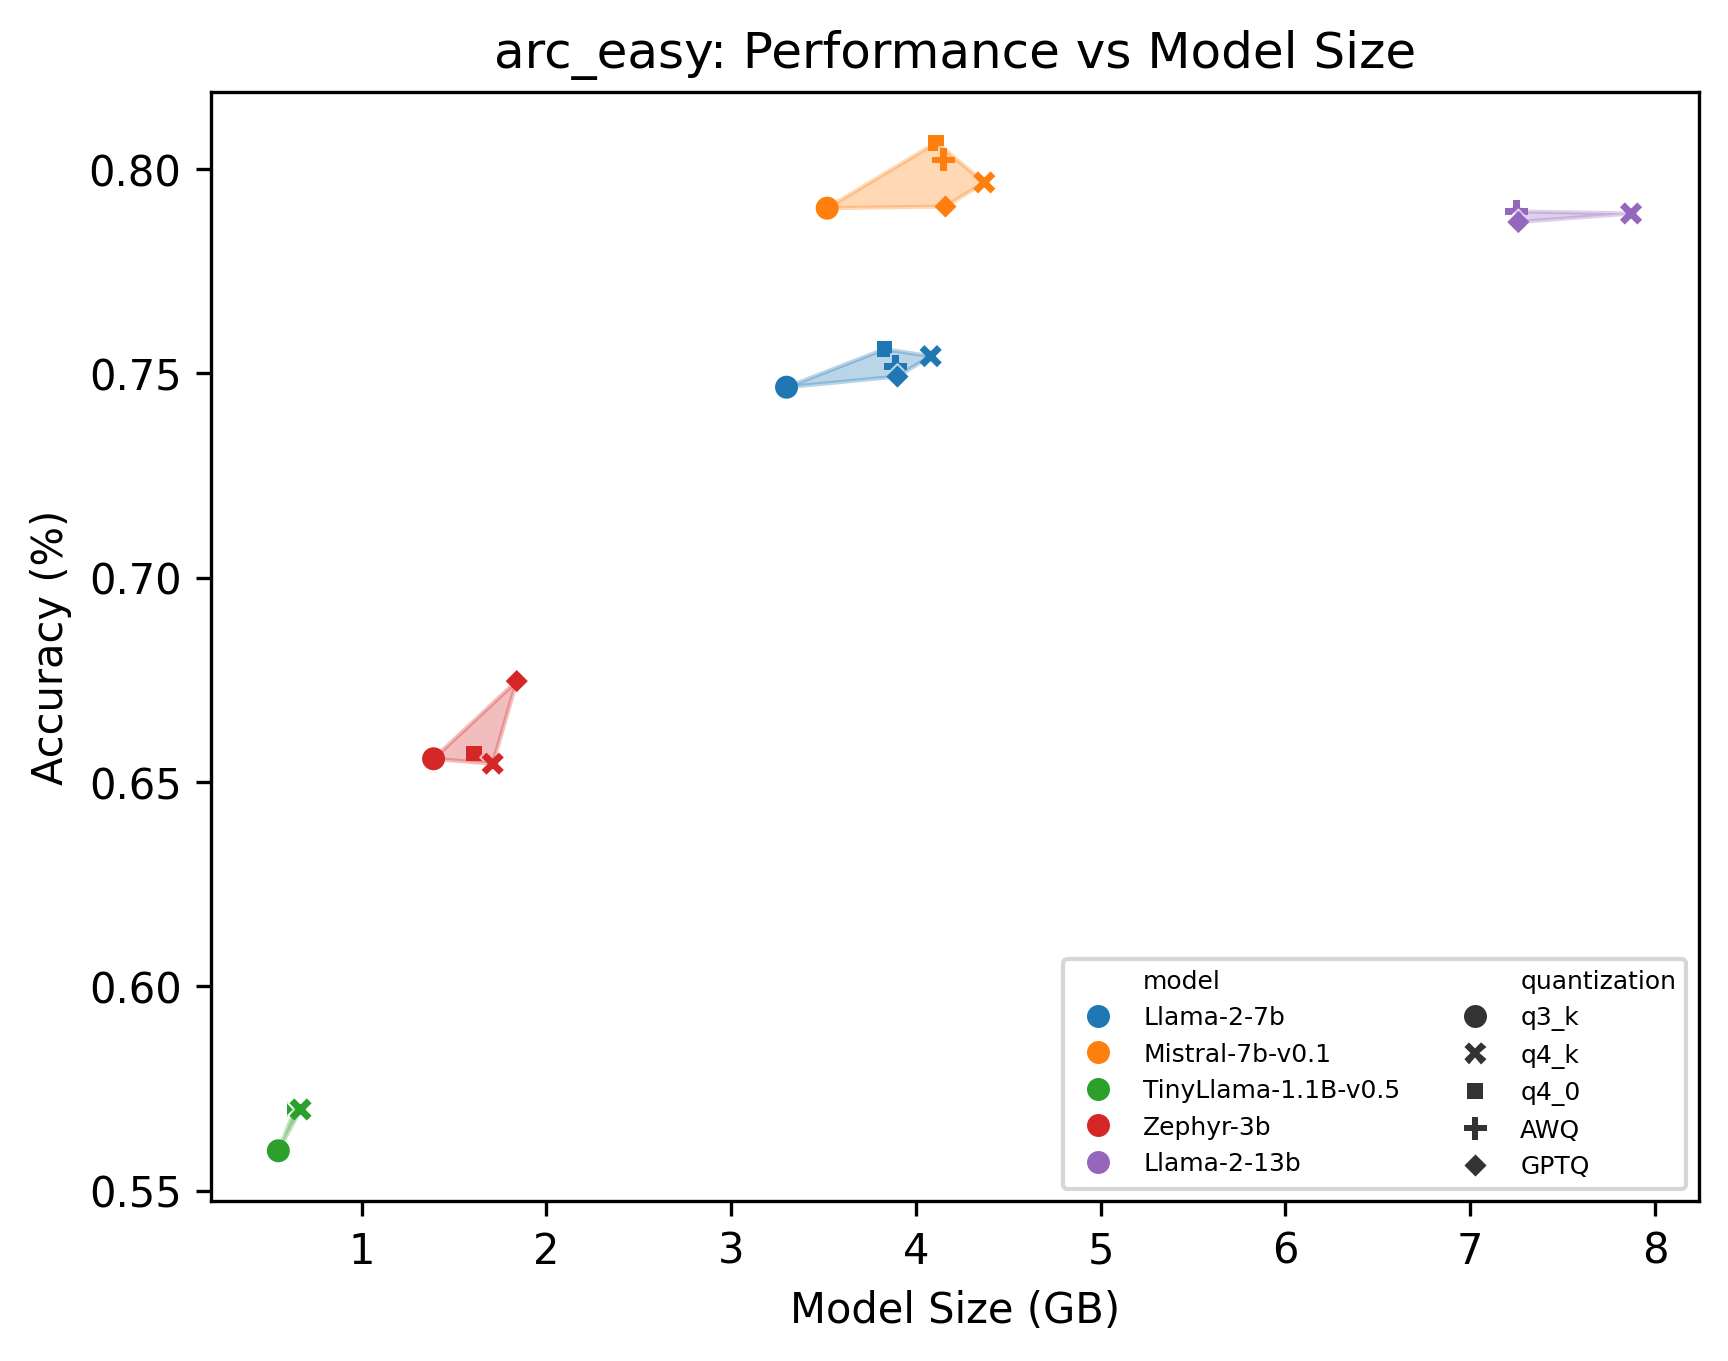 arc_easy: Performance vs Model Size
Accuracy (%)
0.80
0.75
0.70
0.65
0.60
0.55
1 2 3 4 5 6 7 8
Model Size (GB)
model
Llama-2-7b
Mistral-7b-v0.1
TinyLlama-1.1B-v0.5
Zephyr-3b
Llama-2-13b
quantization
q3_k
q4_k
q4_0
AWQ
GPTQ